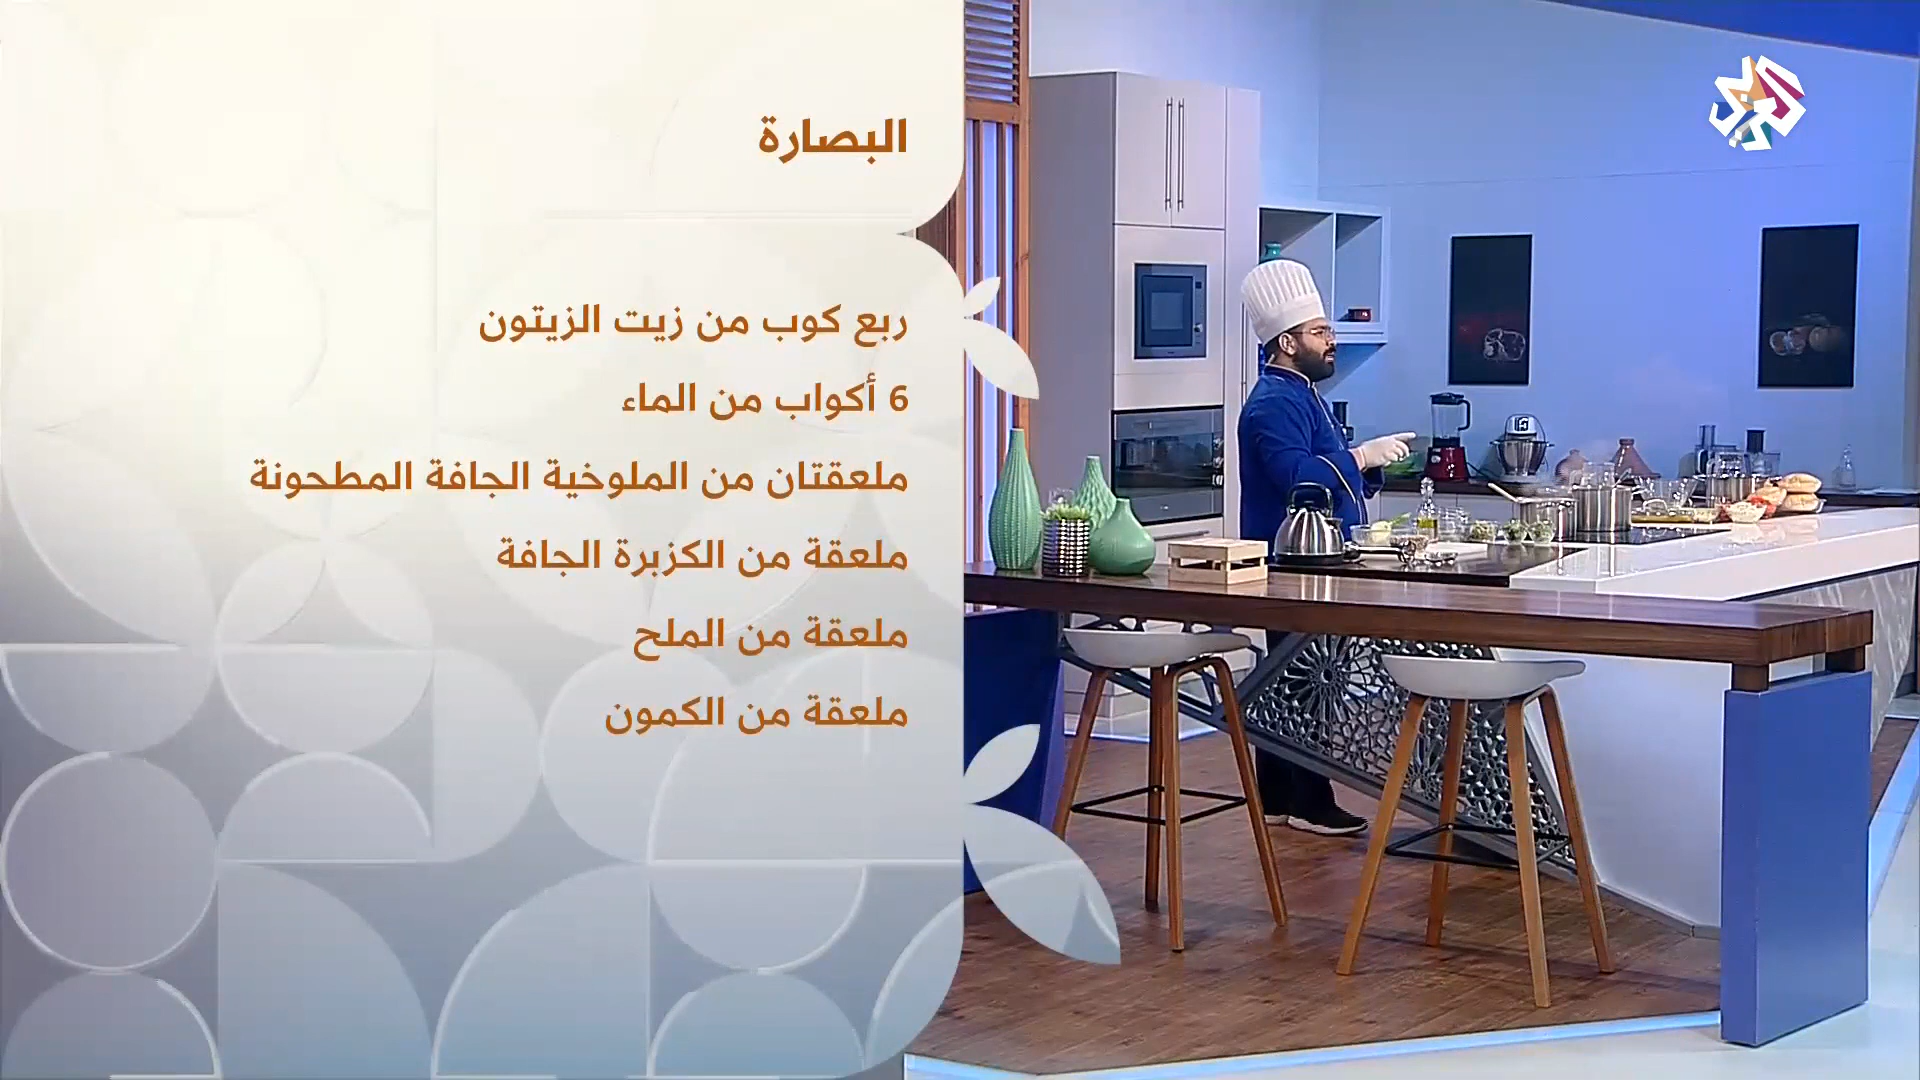 البصارة
ربع كوب من زيت الزيتون
6 أكواب من الماء
ملعقتان من الملوخية الجافة المطحونة
ملعقة من الكزبرة الجافة
ملعقة من الملح
ملعقة من الكمون